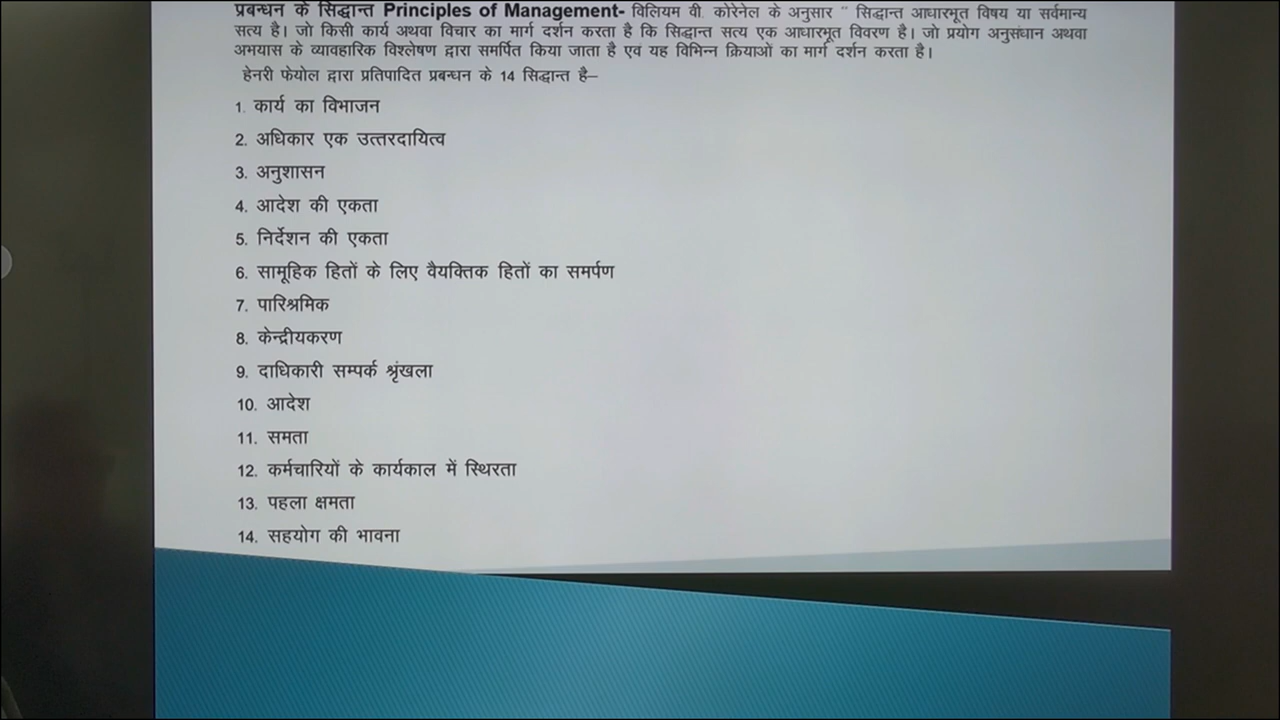 प्रबन्धन के सिद्धान्त Principles of Management- विलियम वी. कोरेनेल के अनुसार " सिद्धान्त आधारभूत विषय या सर्वमान्य
सत्य है। जो किसी कार्य अथवा विचार का मार्ग दर्शन करता है कि सिद्धान्त सत्य एक आधारभूत विवरण है। जो प्रयोग अनुसंधान अथवा
अभयास के व्यावहारिक विश्लेषण द्वारा समर्पित किया जाता है एवं यह विभिन्न क्रियाओं का मार्ग दर्शन करता है।
हेनरी फेयोल द्वारा प्रतिपादित प्रबन्धन के 14 सिद्धान्त है–
1. कार्य का विभाजन
2. अधिकार एक उत्तरदायित्व
3. अनुशासन
4. आदेश की एकता
5. निर्देशन की एकता
6. सामूहिक हितों के लिए वैयक्तिक हितों का समर्पण
7. पारिश्रमिक
8. केन्द्रीयकरण
9. दाधिकारी सम्पर्क श्रृंखला
10. आदेश
11. समता
12. कर्मचारियों के कार्यकाल में स्थिरता
13. पहला क्षमता
14. सहयोग की भावना